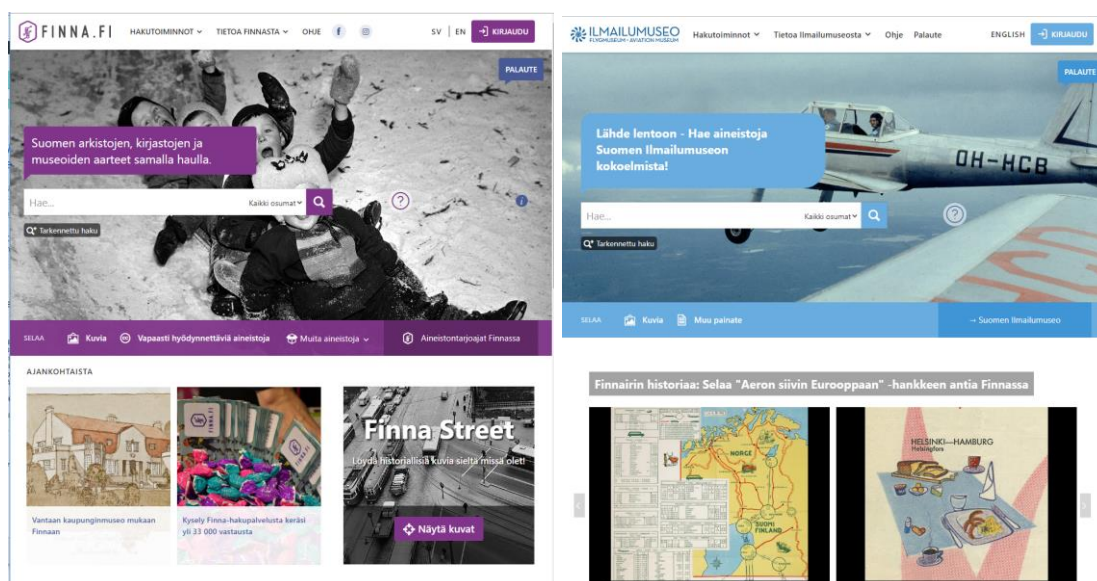 FINNA.FI
HAKUTOIMINNOT
TIETOA FINNASTA
OHJE
f
SV | EN
KIRJAUDU
PALAUTE
Suomen arkistojen, kirjastojen ja
museoiden aarteet samalla haulla.
Hae...
Kaikki osumat
?
i
Tarkennettu haku
SELAA
Kuvia
Vapaasti hyödynnettäviä aineistoja
Muita aineistoja
Aineistontarjoajat Finnassa
AJANKOHTAISTA
Vantaan kaupunginmuseo mukaan
Finnaan
FINNA.FI
Kysely Finna-hakupalvelusta keräsi
yli 33 000 vastausta
Finna Street
Löydä historiallisia kuvia sieltä missä olet!
Näytä kuvat
ILMAILUMUSEO
FLYGMUSEUM - AVIATION MUSEUM
Hakutoiminnot
Tietoa Ilmailumuseosta
Ohje
Palaute
ENGLISH
KIRJAUDU
PALAUTE
Lähde lentoon - Hae aineistoja
Suomen Ilmailumuseon
kokoelmista!
OH-HCB
Hae...
Kaikki osumat
?
Tarkennettu haku
SELAA
Kuvia
Muu painate
→ Suomen Ilmailumuseo
Finnairin historiaa: Selaa "Aeron siivin Eurooppaan" -hankkeen antia Finnassa
NORGE
SUOMI
FINLAND
HELSINKI—HAMBURG
Helsingfors